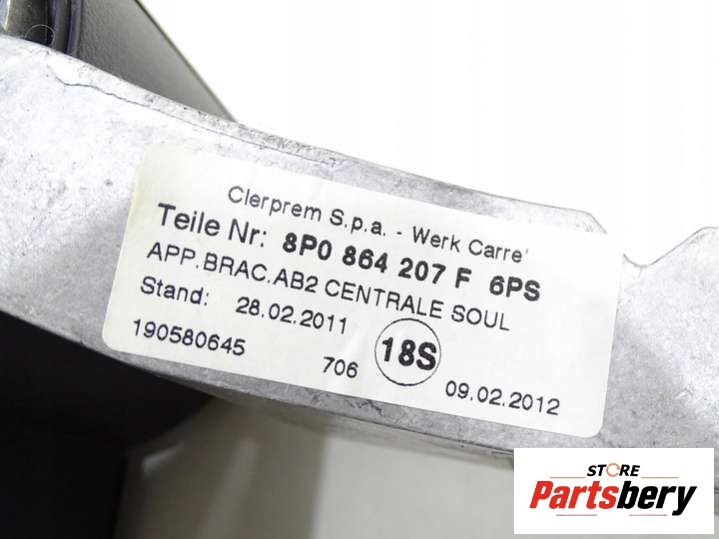 Clerprem S.p.a. - Werk Carre'
Teile Nr: 8P0 864 207 F 6PS
APP.BRAC.AB2 CENTRALE SOUL
Stand: 28.02.2011
18S
190580645 706 09.02.2012
STORE
Partsbery